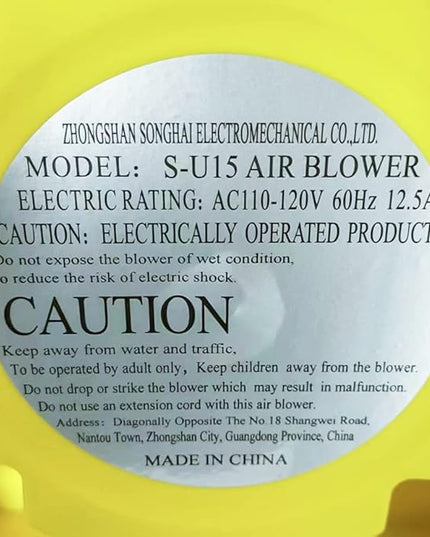 ZHONGSHAN SONGHAI ELECTROMECHANICAL CO.,LTD.
MODEL: S-U15 AIR BLOWER
ELECTRIC RATING: AC110-120V 60Hz 12.5A
CAUTION: ELECTRICALLY OPERATED PRODUCT
Do not expose the blower of wet condition,
to reduce the risk of electric shock.
CAUTION
Keep away from water and traffic,
To be operated by adult only, Keep children away from the blower.
Do not drop or strike the blower which may result in malfunction.
Do not use an extension cord with this air blower.
Address: Diagonally Opposite The No.18 Shangwei Road,
Nantou Town, Zhongshan City, Guangdong Province, China
MADE IN CHINA